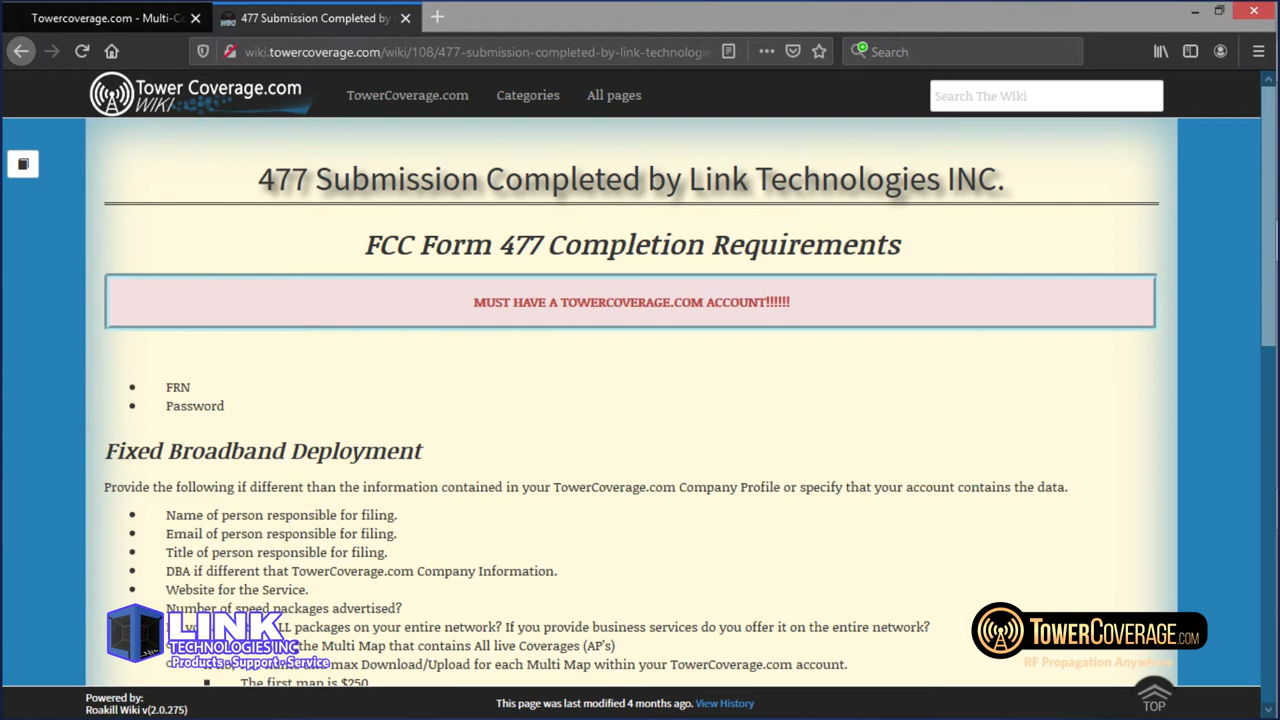 Towercoverage.com - Multi-Co
477 Submission Completed by
wiki.towercoverage.com/wiki/108/477-submission-completed-by-link-technologie
Search
Tower Coverage.com
WIKI
TowerCoverage.com
Categories
All pages
Search The Wiki
477 Submission Completed by Link Technologies INC.
FCC Form 477 Completion Requirements
MUST HAVE A TOWERCOVERAGE.COM ACCOUNT!!!!!!
• FRN
• Password
Fixed Broadband Deployment
Provide the following if different than the information contained in your TowerCoverage.com Company Profile or specify that your account contains the data.
• Name of person responsible for filing.
• Email of person responsible for filing.
• Title of person responsible for filing.
• DBA if different that TowerCoverage.com Company Information.
• Website for the Service.
Number of speed packages advertised?
packages on your entire network? If you provide business services do you offer it on the entire network?
the Multi Map that contains All live Coverages (AP's)
max Download/Upload for each Multi Map within your TowerCoverage.com account.
The first map is $250
LINK
TECHNOLOGIES INC
Products · Support · Service
TOWERCOVERAGE.COM
RF Propagation Anywhere
TOP
Powered by:
Roakill Wiki v(2.0.275)
This page was last modified 4 months ago. View History